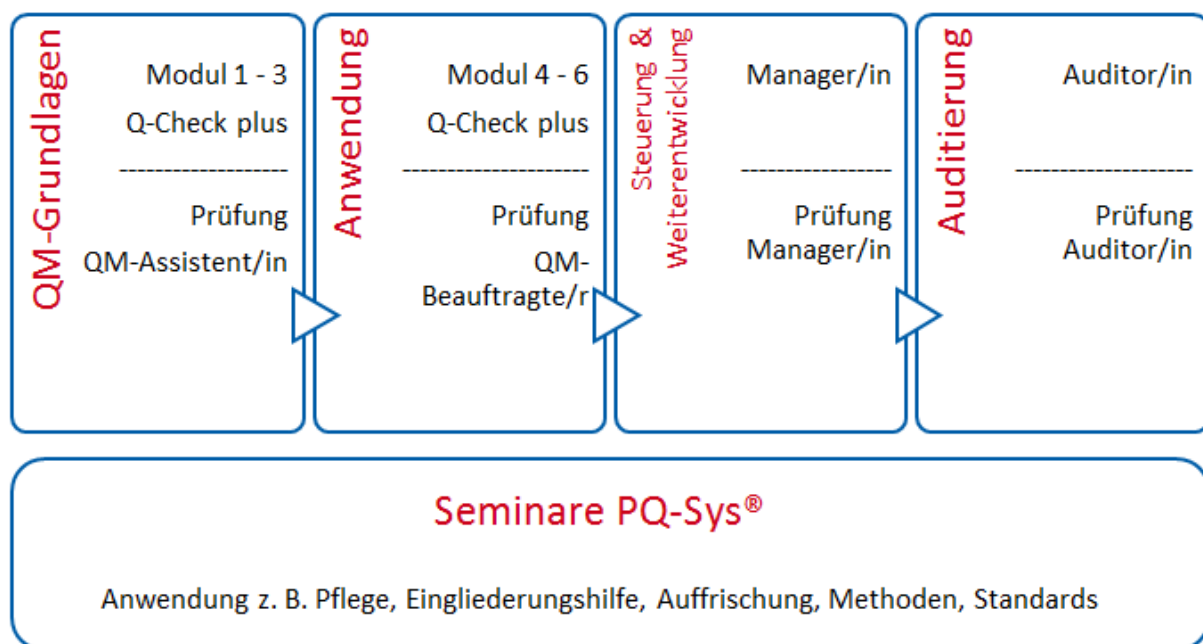 QM-Grundlagen
Modul 1 - 3
Q-Check plus
--------------------
Prüfung
QM-Assistent/in
Anwendung
Modul 4 - 6
Q-Check plus
----------------------
Prüfung
QM-
Beauftragte/r
Steuerung &
Weiterentwicklung
Manager/in
------------------
Prüfung
Manager/in
Auditierung
Auditor/in
---------------------
Prüfung
Auditor/in
Seminare PQ-Sys®
Anwendung z. B. Pflege, Eingliederungshilfe, Auffrischung, Methoden, Standards